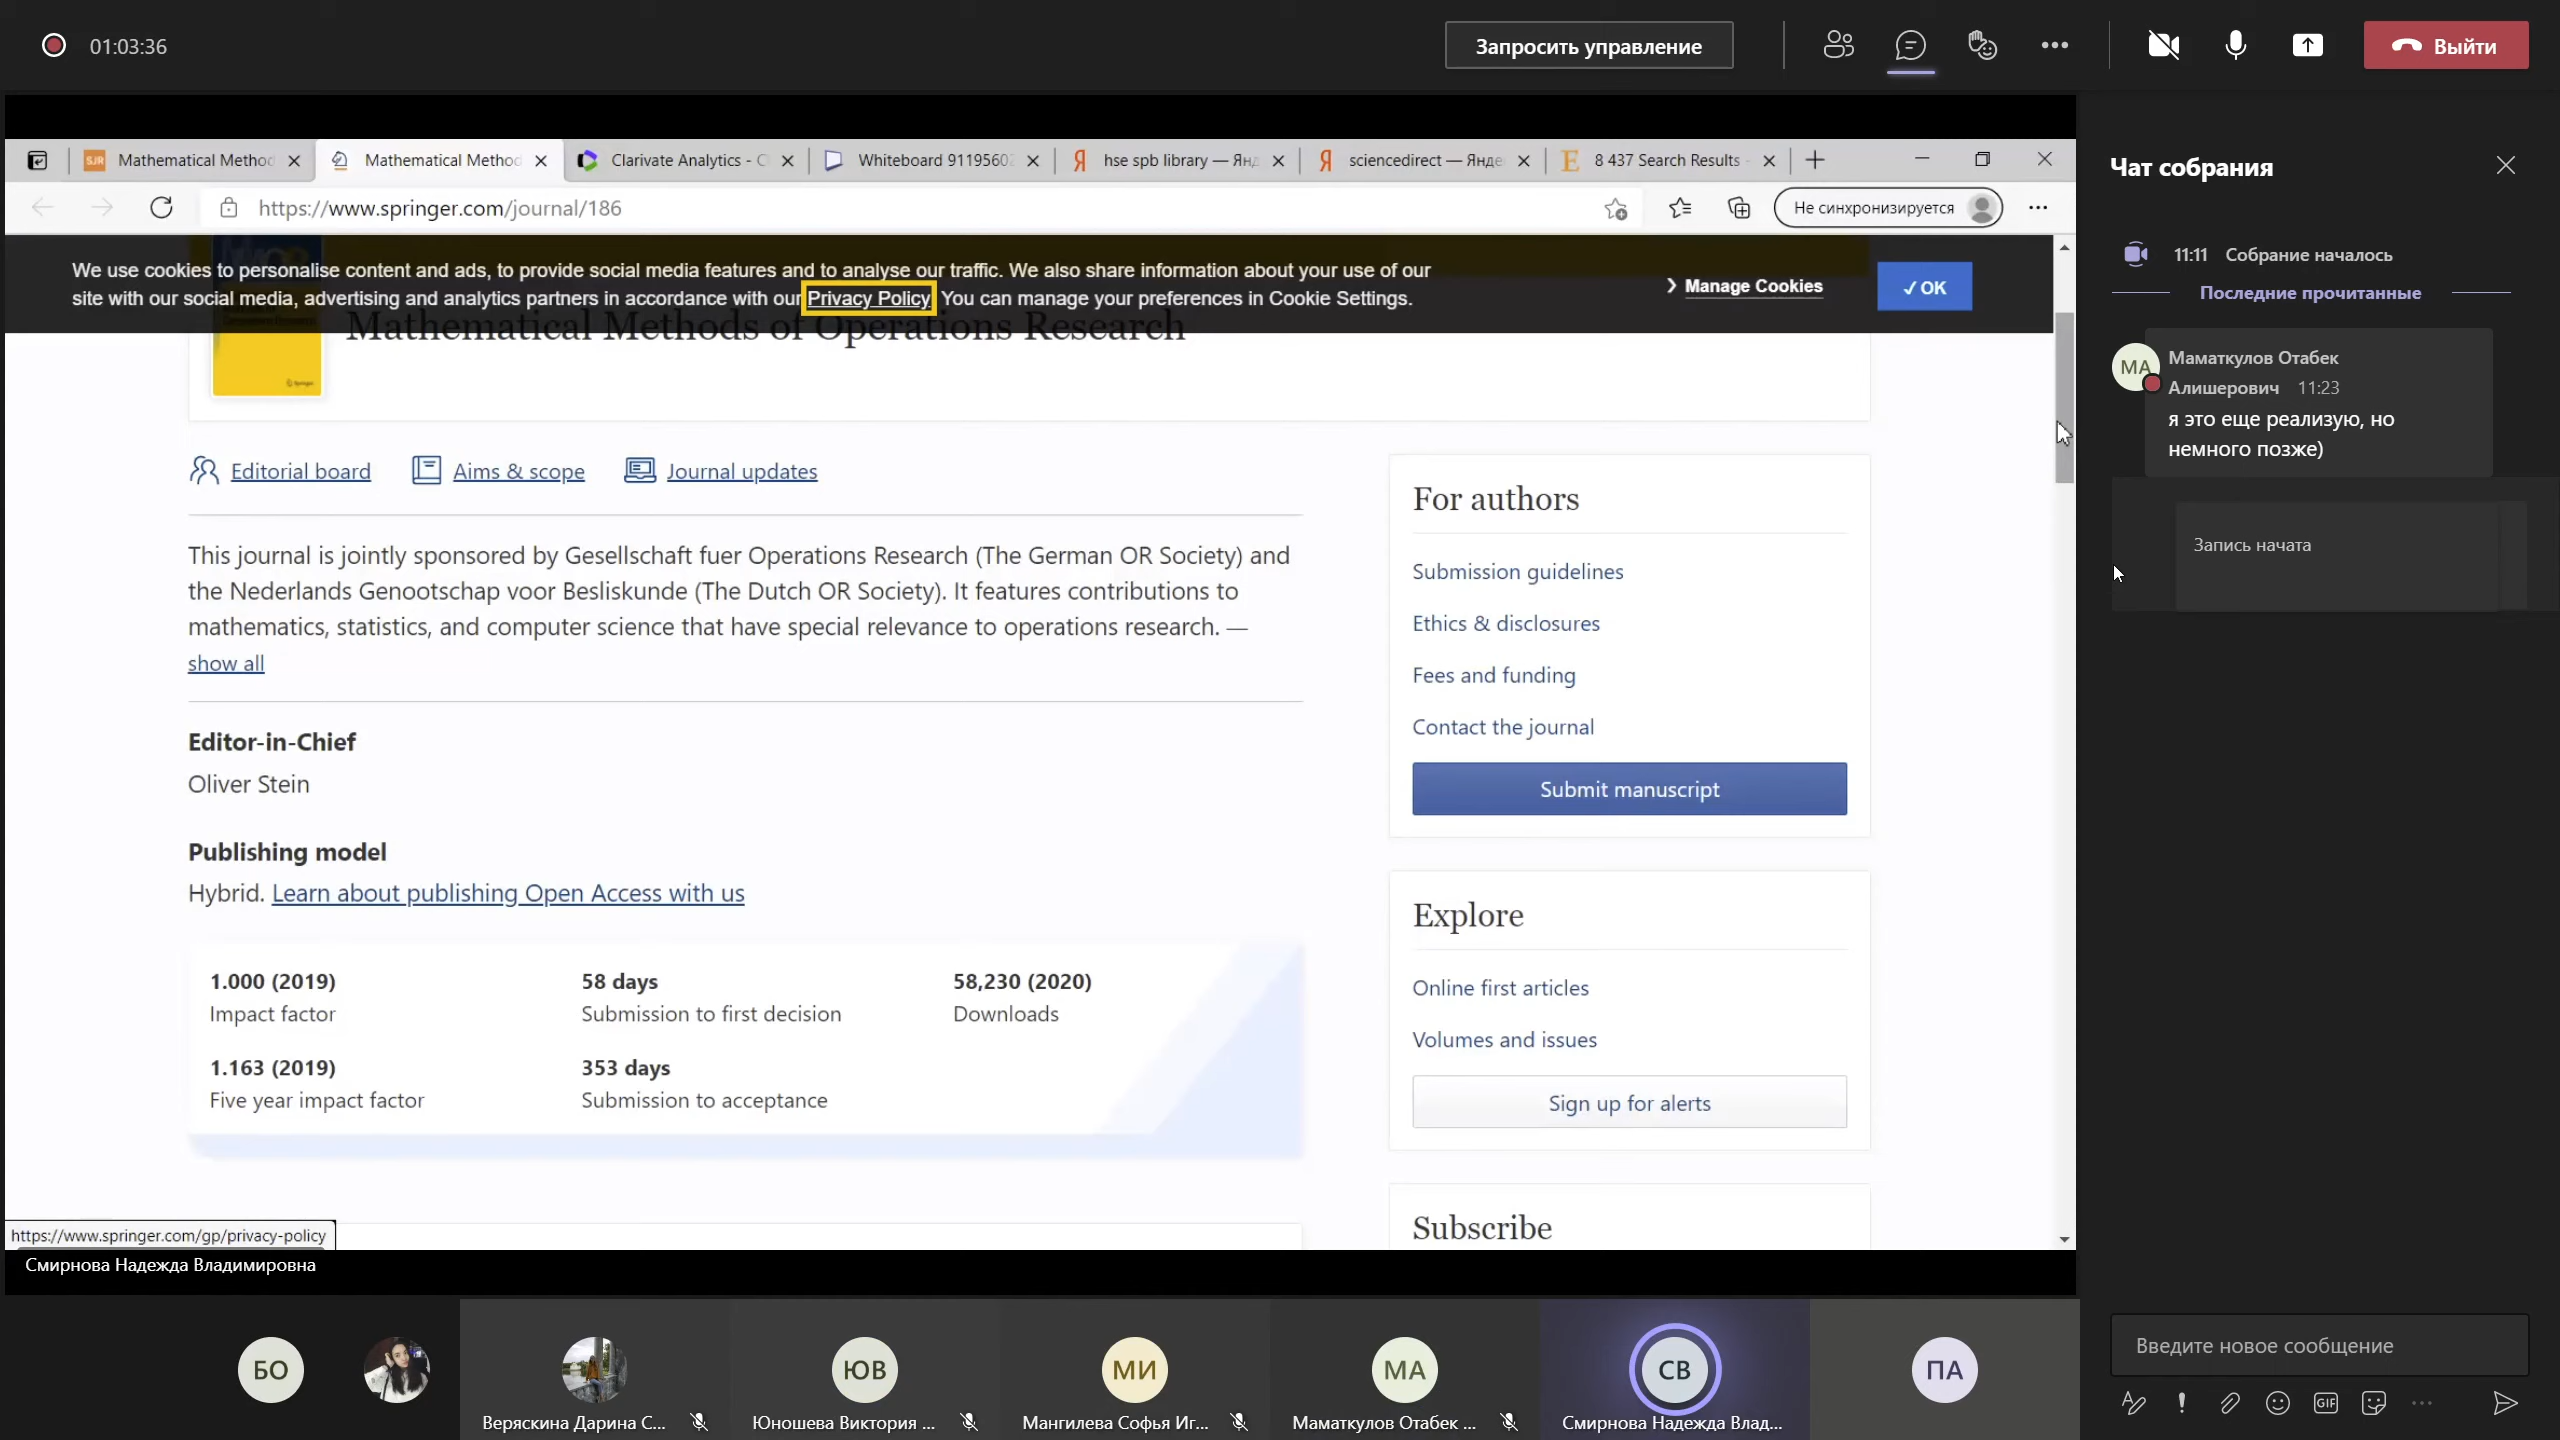 01:03:36
Запросить управление
Выйти
Mathematical Method
Mathematical Metho
Clarivate Analytics - C
Whiteboard 91195602
hse spb library — Янд
sciencedirect — Янде
8 437 Search Results -
https://www.springer.com/journal/186
Не синхронизируется
We use cookies to personalise content and ads, to provide social media features and to analyse our traffic. We also share information about your use of our
site with our social media, advertising and analytics partners in accordance with our Privacy Policy You can manage your preferences in Cookie Settings.
Manage Cookies
✓ OK
Mathematical Methods of Operations Research
Springer
Editorial board
Aims & scope
Journal updates
This journal is jointly sponsored by Gesellschaft fuer Operations Research (The German OR Society) and
the Nederlands Genootschap voor Besliskunde (The Dutch OR Society). It features contributions to
mathematics, statistics, and computer science that have special relevance to operations research. —
show all
Editor-in-Chief
Oliver Stein
Publishing model
Hybrid. Learn about publishing Open Access with us
1.000 (2019)
Impact factor
58 days
Submission to first decision
58,230 (2020)
Downloads
1.163 (2019)
Five year impact factor
353 days
Submission to acceptance
For authors
Submission guidelines
Ethics & disclosures
Fees and funding
Contact the journal
Submit manuscript
Explore
Online first articles
Volumes and issues
Sign up for alerts
Subscribe
https://www.springer.com/gp/privacy-policy
Смирнова Надежда Владимировна
Чат собрания
11:11 Собрание началось
Последние прочитанные
МА
Маматкулов Отабек
Алишерович 11:23
я это еще реализую, но
немного позже)
Запись начата
Введите новое сообщение
GIF
БО
Веряскина Дарина С...
ЮВ
Юношева Виктория ...
МИ
Мангилева Софья Иг...
МА
Маматкулов Отабек ...
СВ
Смирнова Надежда Влад...
ПА